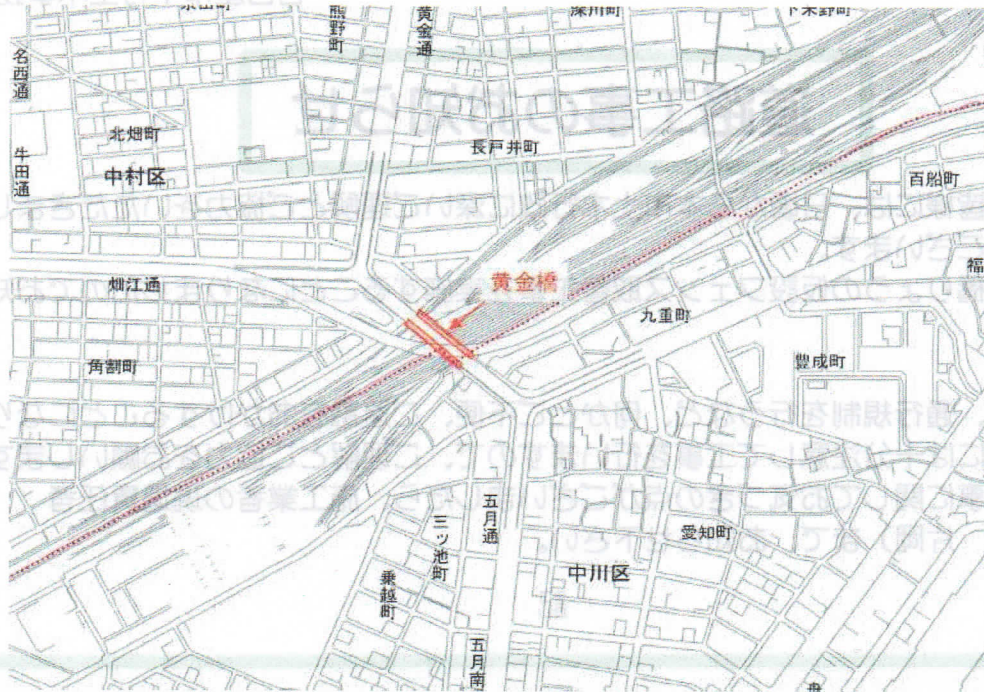 黄金通
熊野町
深川町
下米野町
名西通
北畑町
牛田通
中村区
長戸井町
百船町
畑江通
黄金橋
九重町
福
角割町
豊成町
五月通
三ッ池町
乗越町
愛知町
中川区
五月南